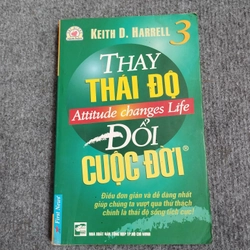 KEITH D. HARRELL 3
THAY
THÁI ĐỘ
Attitude changes Life
ĐỔI
CUỘC ĐỜI®
Điều đơn giản và dễ dàng nhất
giúp chúng ta vượt qua thử thách
chính là thái độ sống tích cực!
First News
NHÀ XUẤT BẢN TỔNG HỢP TP HỒ CHÍ MINH